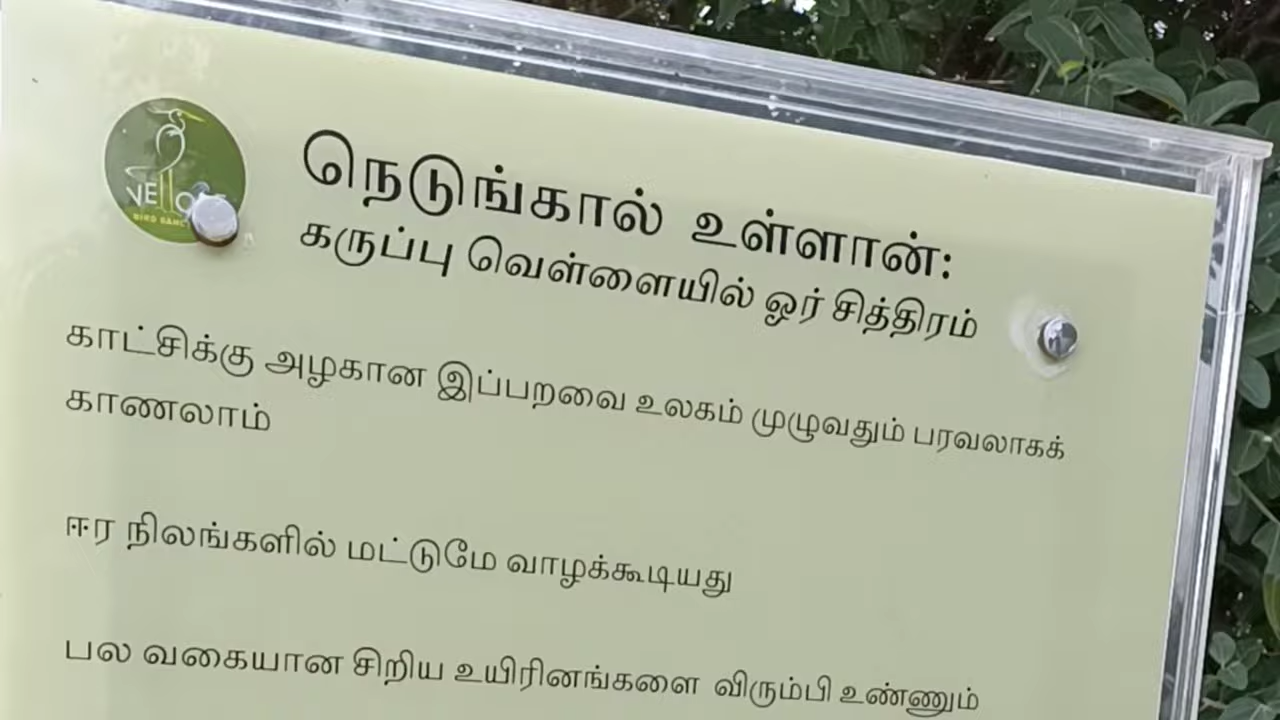 நெடுங்கால் உள்ளான்:
கருப்பு வெள்ளையில் ஓர் சித்திரம்
காட்சிக்கு அழகான இப்பறவை உலகம் முழுவதும் பரவலாகக்
காணலாம்
ஈர நிலங்களில் மட்டுமே வாழக்கூடியது
பல வகையான சிறிய உயிரினங்களை விரும்பி உண்ணும்
BIRD